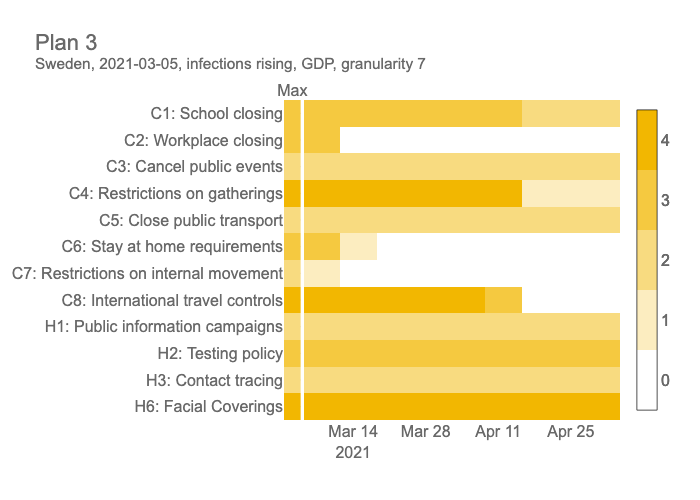 Plan 3
Sweden, 2021-03-05, infections rising, GDP, granularity 7
Max
C1: School closing
C2: Workplace closing
C3: Cancel public events
C4: Restrictions on gatherings
C5: Close public transport
C6: Stay at home requirements
C7: Restrictions on internal movement
C8: International travel controls
H1: Public information campaigns
H2: Testing policy
H3: Contact tracing
H6: Facial Coverings
Mar 14 Mar 28 Apr 11 Apr 25
2021
4
3
2
1
0